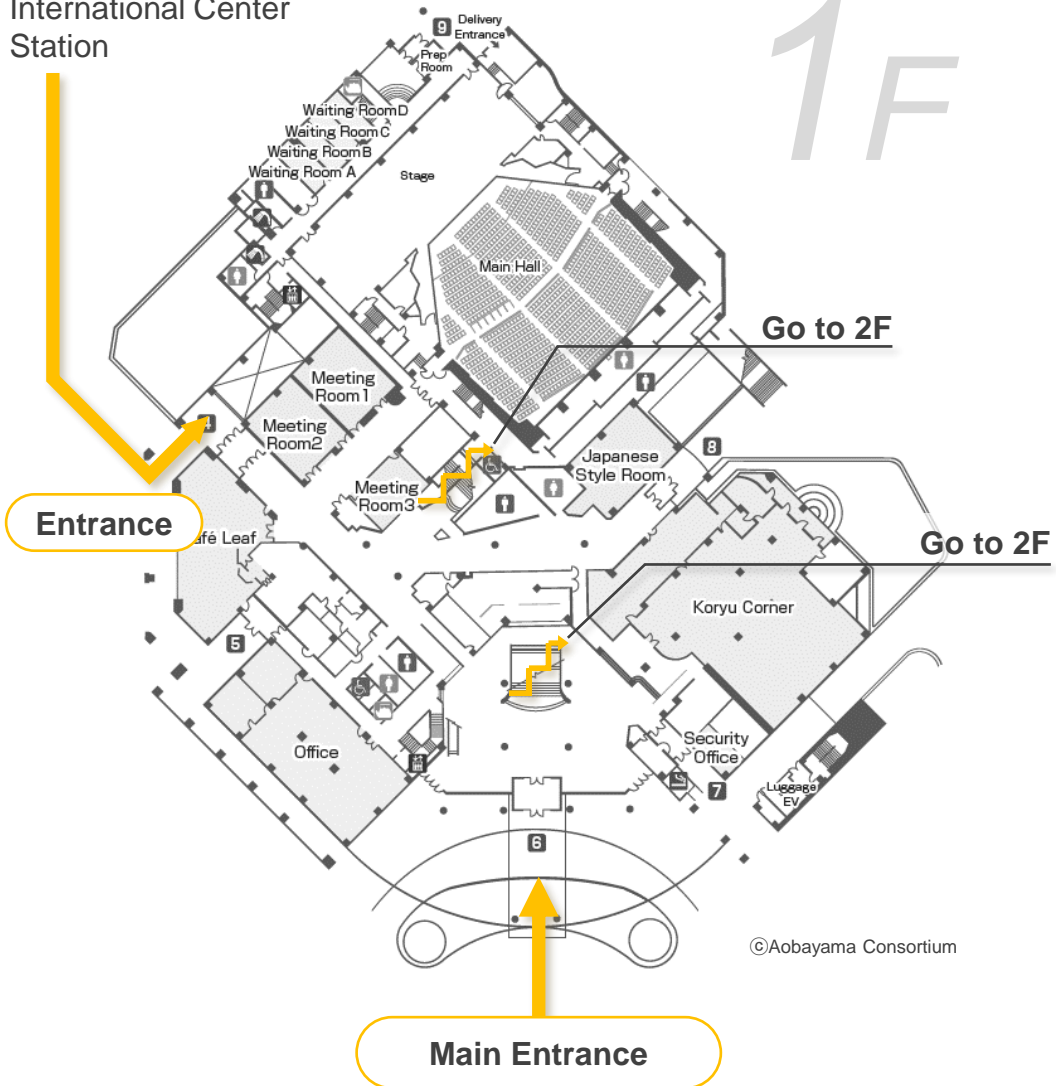 International Center
Station
1F
9
Delivery
Entrance
Prep
Room
Waiting Room D
Waiting Room C
Waiting Room B
Waiting Room A
Stage
Main Hall
Go to 2F
Meeting
Room1
Meeting
Room2
4
Meeting
Room3
Japanese
Style Room
8
Entrance
afé Leaf
Go to 2F
Koryu Corner
5
Office
Security
Office
7
Luggage
EV
6
ⓒAobayama Consortium
Main Entrance